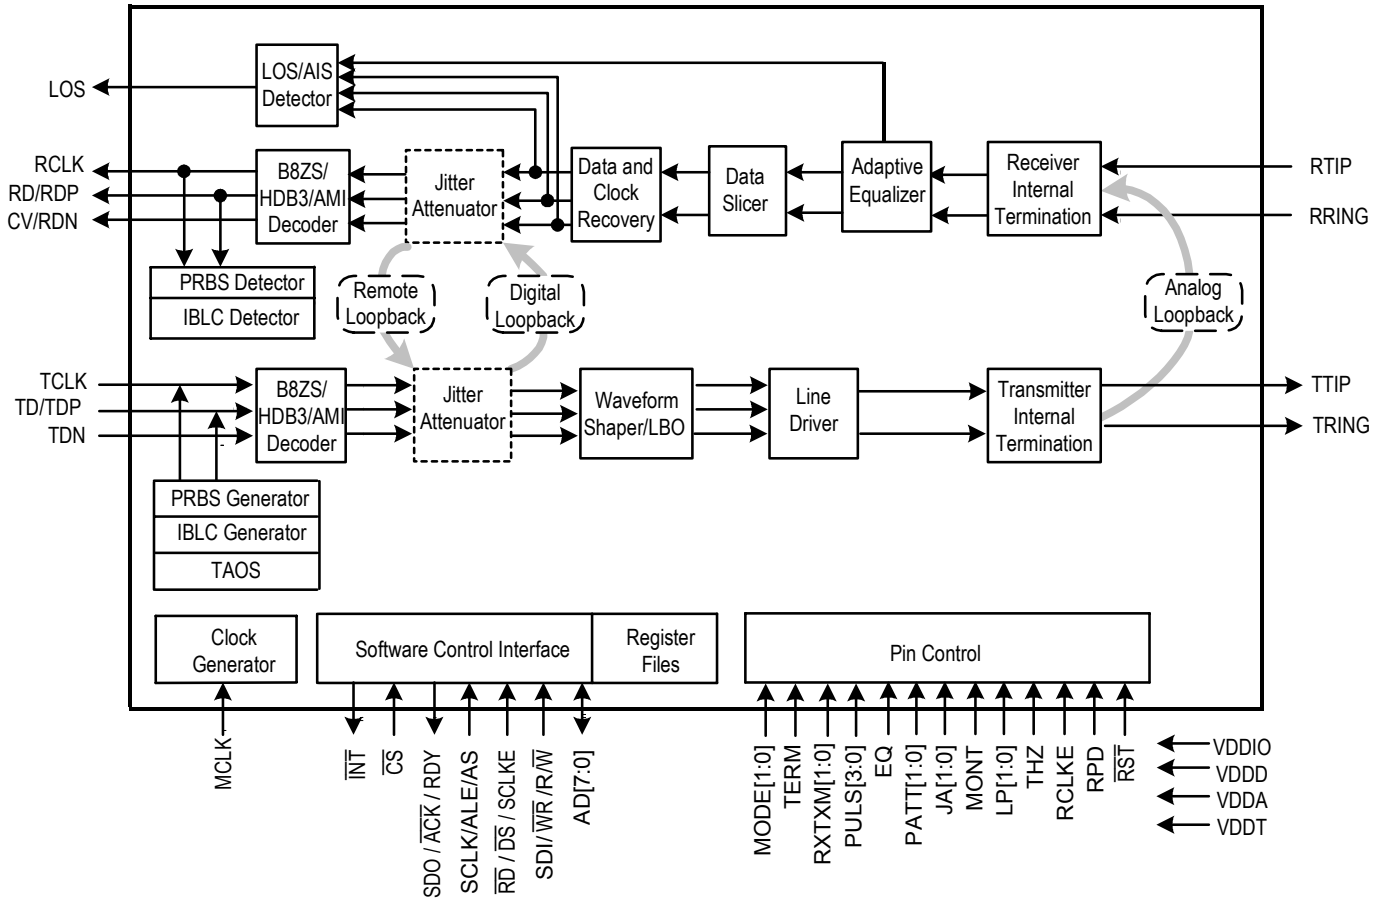 LOS
LOS/AIS
Detector
RCLK
RD/RDP
CV/RDN
B8ZS/
HDB3/AMI
Decoder
Jitter
Attenuator
Data and
Clock
Recovery
Data
Slicer
Adaptive
Equalizer
Receiver
Internal
Termination
RTIP
RRING
PRBS Detector
IBLC Detector
Remote
Loopback
Digital
Loopback
Analog
Loopback
TCLK
TD/TDP
TDN
B8ZS/
HDB3/AMI
Decoder
Jitter
Attenuator
Waveform
Shaper/LBO
Line
Driver
Transmitter
Internal
Termination
TTIP
TRING
PRBS Generator
IBLC Generator
TAOS
Clock
Generator
Software Control Interface
Register
Files
Pin Control
MCLK
INT
CS
SDO / ACK / RDY
SCLK/ALE/AS
RD / DS / SCLKE
SDI/ WR /R/W
AD[7:0]
MODE[1:0]
TERM
RXTXM[1:0]
PULS[3:0]
EQ
PATT[1:0]
JA[1:0]
MONT
LP[1:0]
THZ
RCLKE
RPD
RST
VDDIO
VDDD
VDDA
VDDT